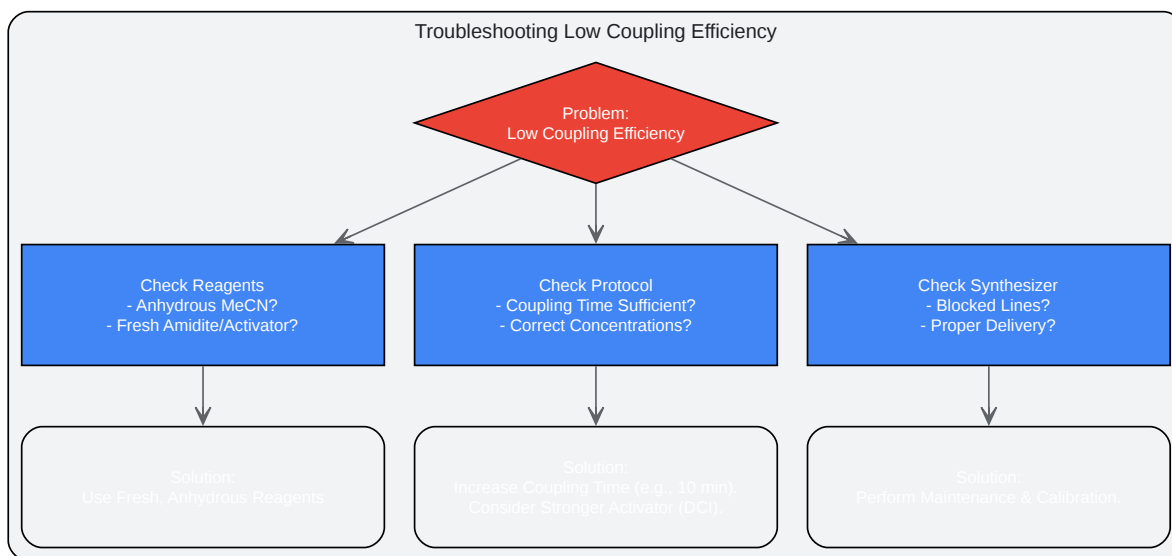 Troubleshooting Low Coupling Efficiency
Problem:
Low Coupling Efficiency
Check Reagents
- Anhydrous MeCN?
- Fresh Amidite/Activator?
Check Protocol
- Coupling Time Sufficient?
- Correct Concentrations?
Check Synthesizer
- Blocked Lines?
- Proper Delivery?
Solution:
Use Fresh, Anhydrous Reagents
Solution:
Increase Coupling Time (e.g., 10 min).
Consider Stronger Activator (DCI).
Solution:
Perform Maintenance & Calibration.